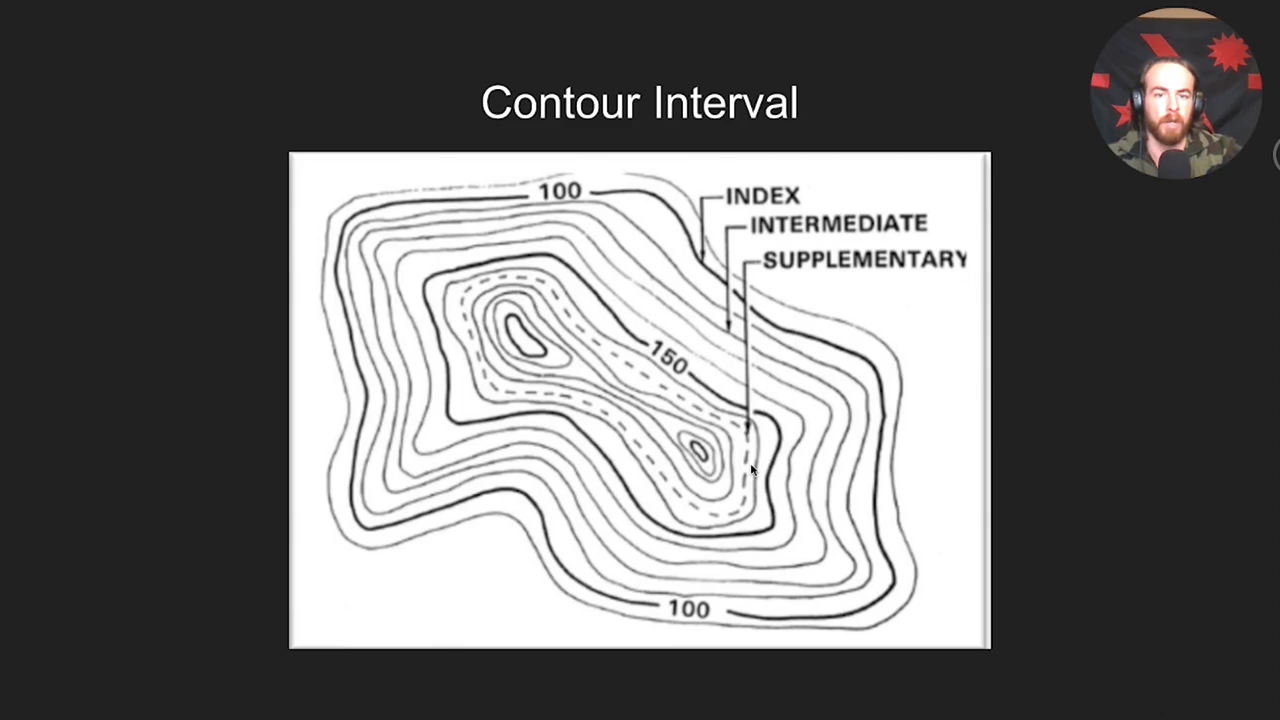 Contour Interval
100
INDEX
INTERMEDIATE
SUPPLEMENTARY
150
100